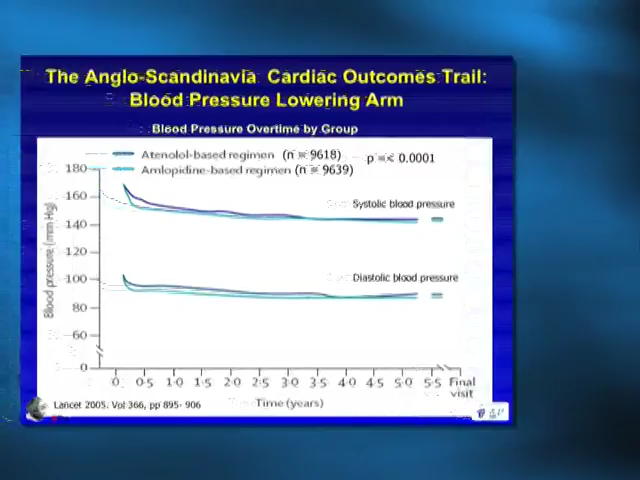 The Anglo-Scandinavia Cardiac Outcomes Trail:
Blood Pressure Lowering Arm
Blood Pressure Overtime by Group
Atenolol-based regimen (n = 9618) p = < 0.0001
Amlopidine-based regimen (n = 9639)
180
160
Systolic blood pressure
140
120
Blood pressure (mm Hg)
100
Diastolic blood pressure
80
60
0
0 0·5 1·0 1·5 2·0 2·5 3·0 3·5 4·0 4·5 5·0 5·5 Final
visit
Time (years)
Lancet 2005. Vol 366, pp 895- 906